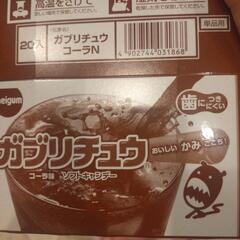 高温をさけて
単品用
20入
ガブリチュウ
コーラN
4 902744 031868
meigum
歯につき
にくい
ガブリチュウ
おいしい かみごこち!
コーラ味 ソフトキャンデー